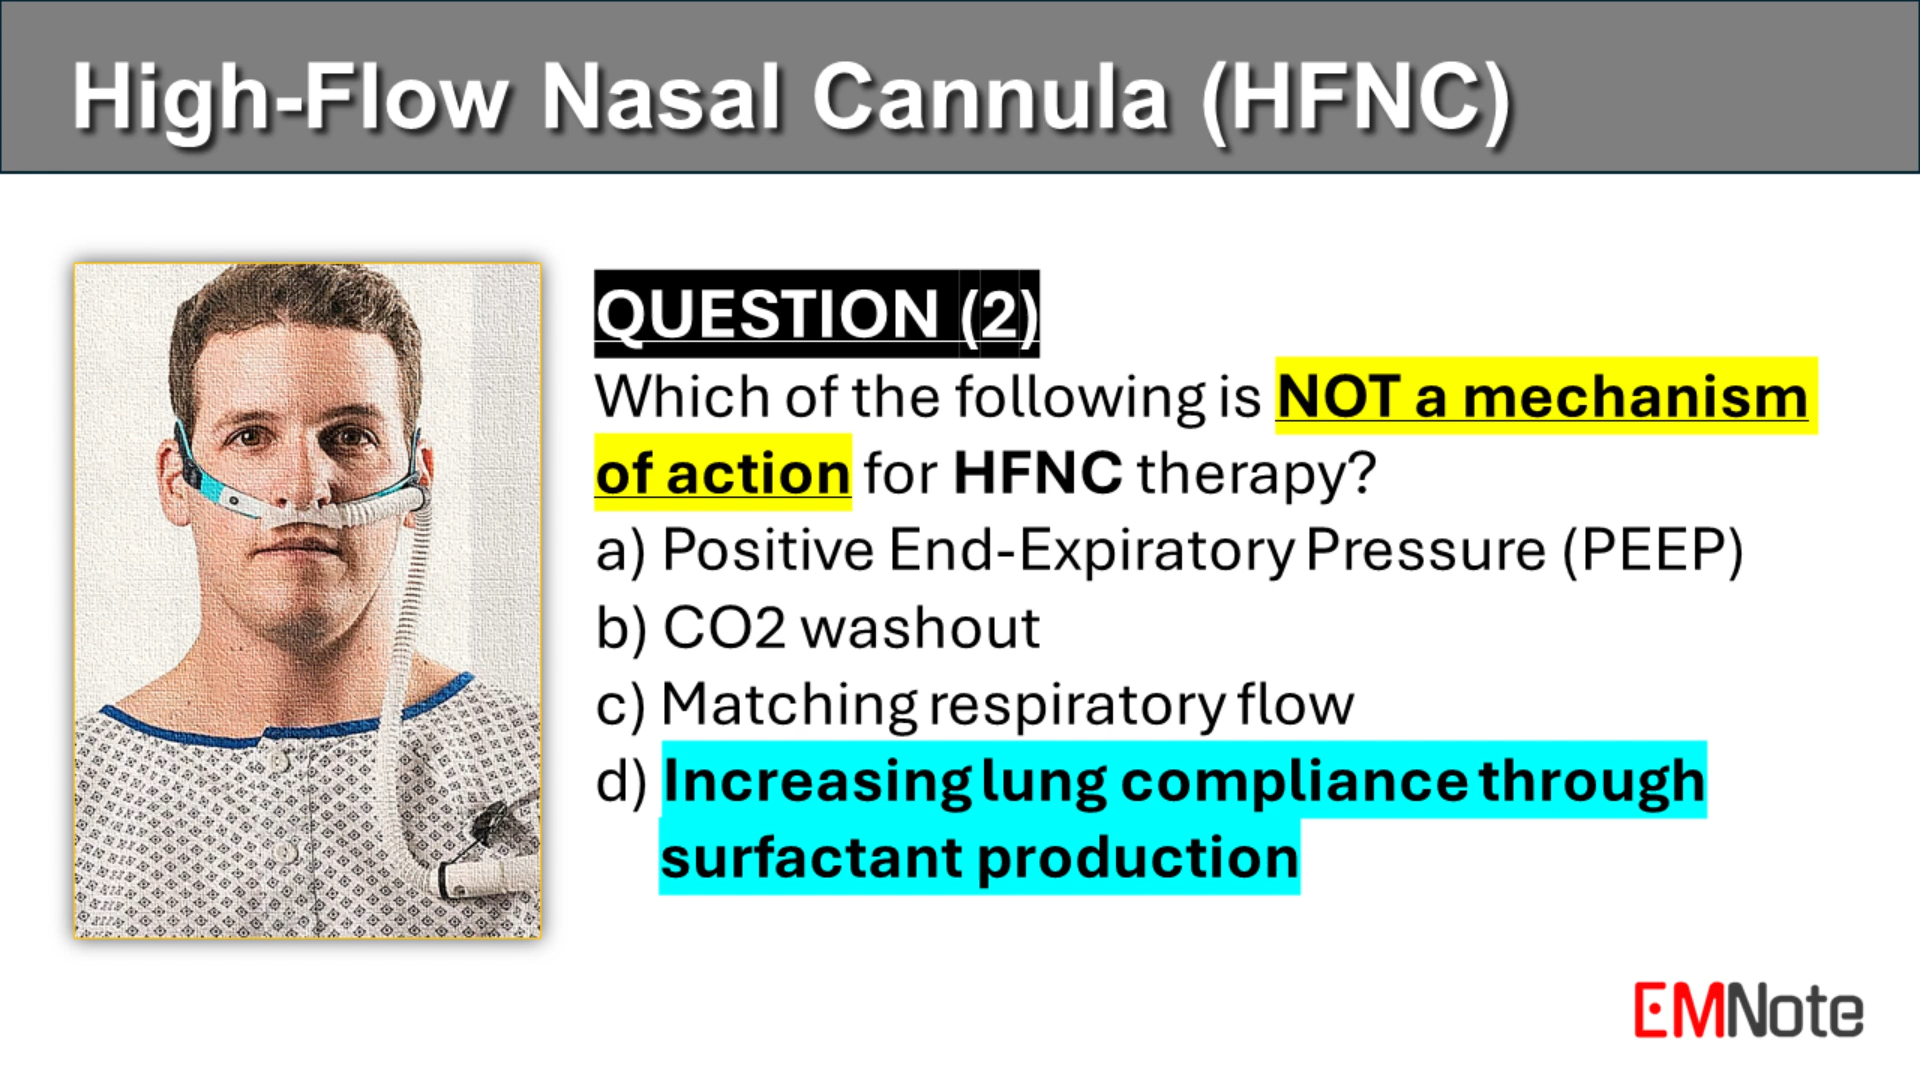 High-Flow Nasal Cannula (HFNC)
QUESTION (2)
Which of the following is NOT a mechanism
of action for HFNC therapy?
a) Positive End-Expiratory Pressure (PEEP)
b) CO2 washout
c) Matching respiratory flow
d) Increasing lung compliance through
surfactant production
EMNote